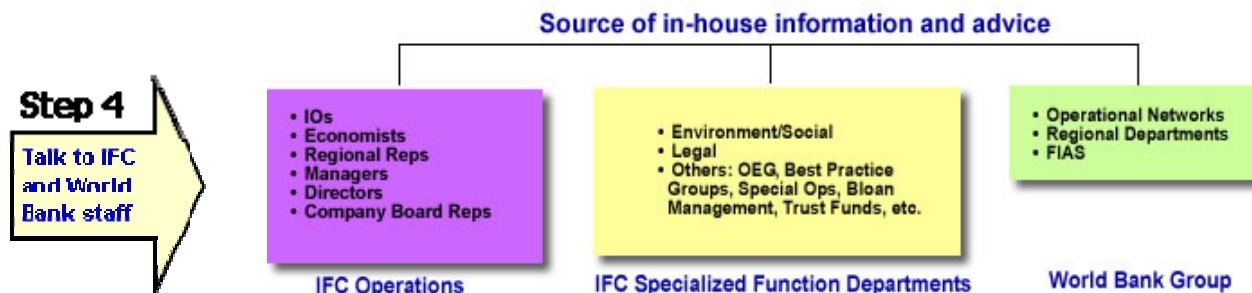 Source of in-house information and advice
Step 4
Talk to IFC
and World
Bank staff
• IOs
• Economists
• Regional Reps
• Managers
• Directors
• Company Board Reps
IFC Operations
• Environment/Social
• Legal
• Others: OEG, Best Practice
Groups, Special Ops, Bloan
Management, Trust Funds, etc.
IFC Specialized Function Departments
• Operational Networks
• Regional Departments
• FIAS
World Bank Group